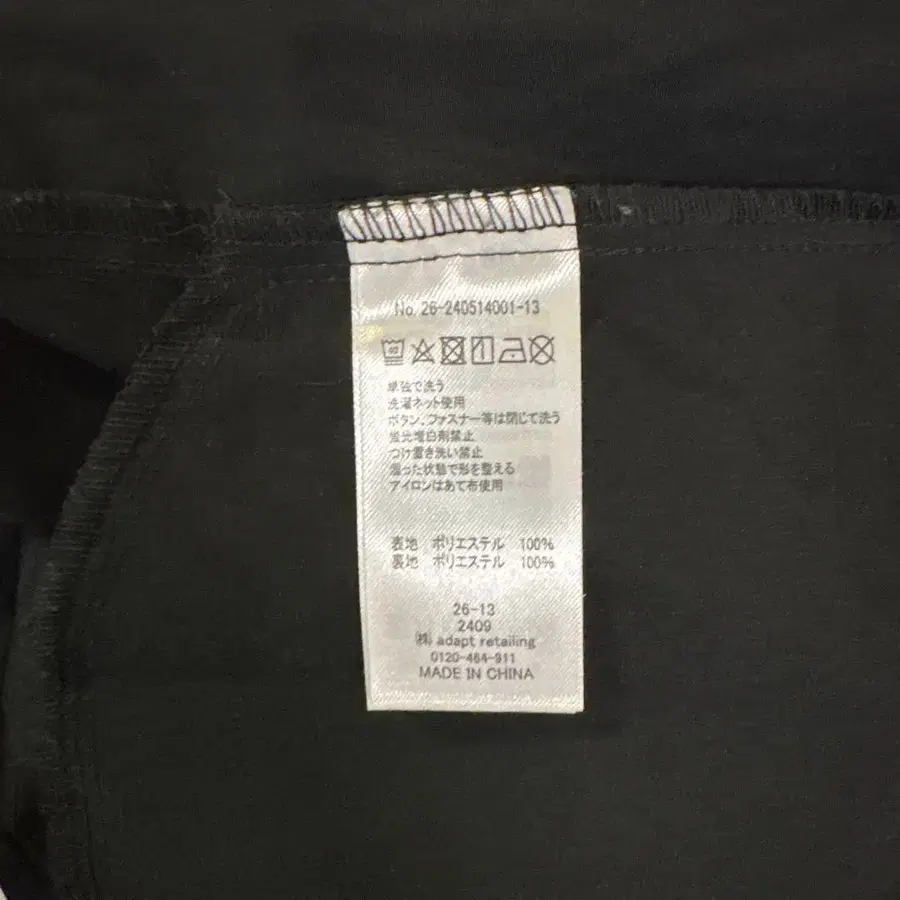 No. 26-240514001-13
40
単独で洗う
洗濯ネット使用
ボタン、ファスナー等は閉じて洗う
蛍光増白剤禁止
つけ置き洗い禁止
湿った状態で形を整える
アイロンはあて布使用
表地 ポリエステル 100%
裏地 ポリエステル 100%
26-13
2409
㈱ adapt retailing
0120-464-911
MADE IN CHINA